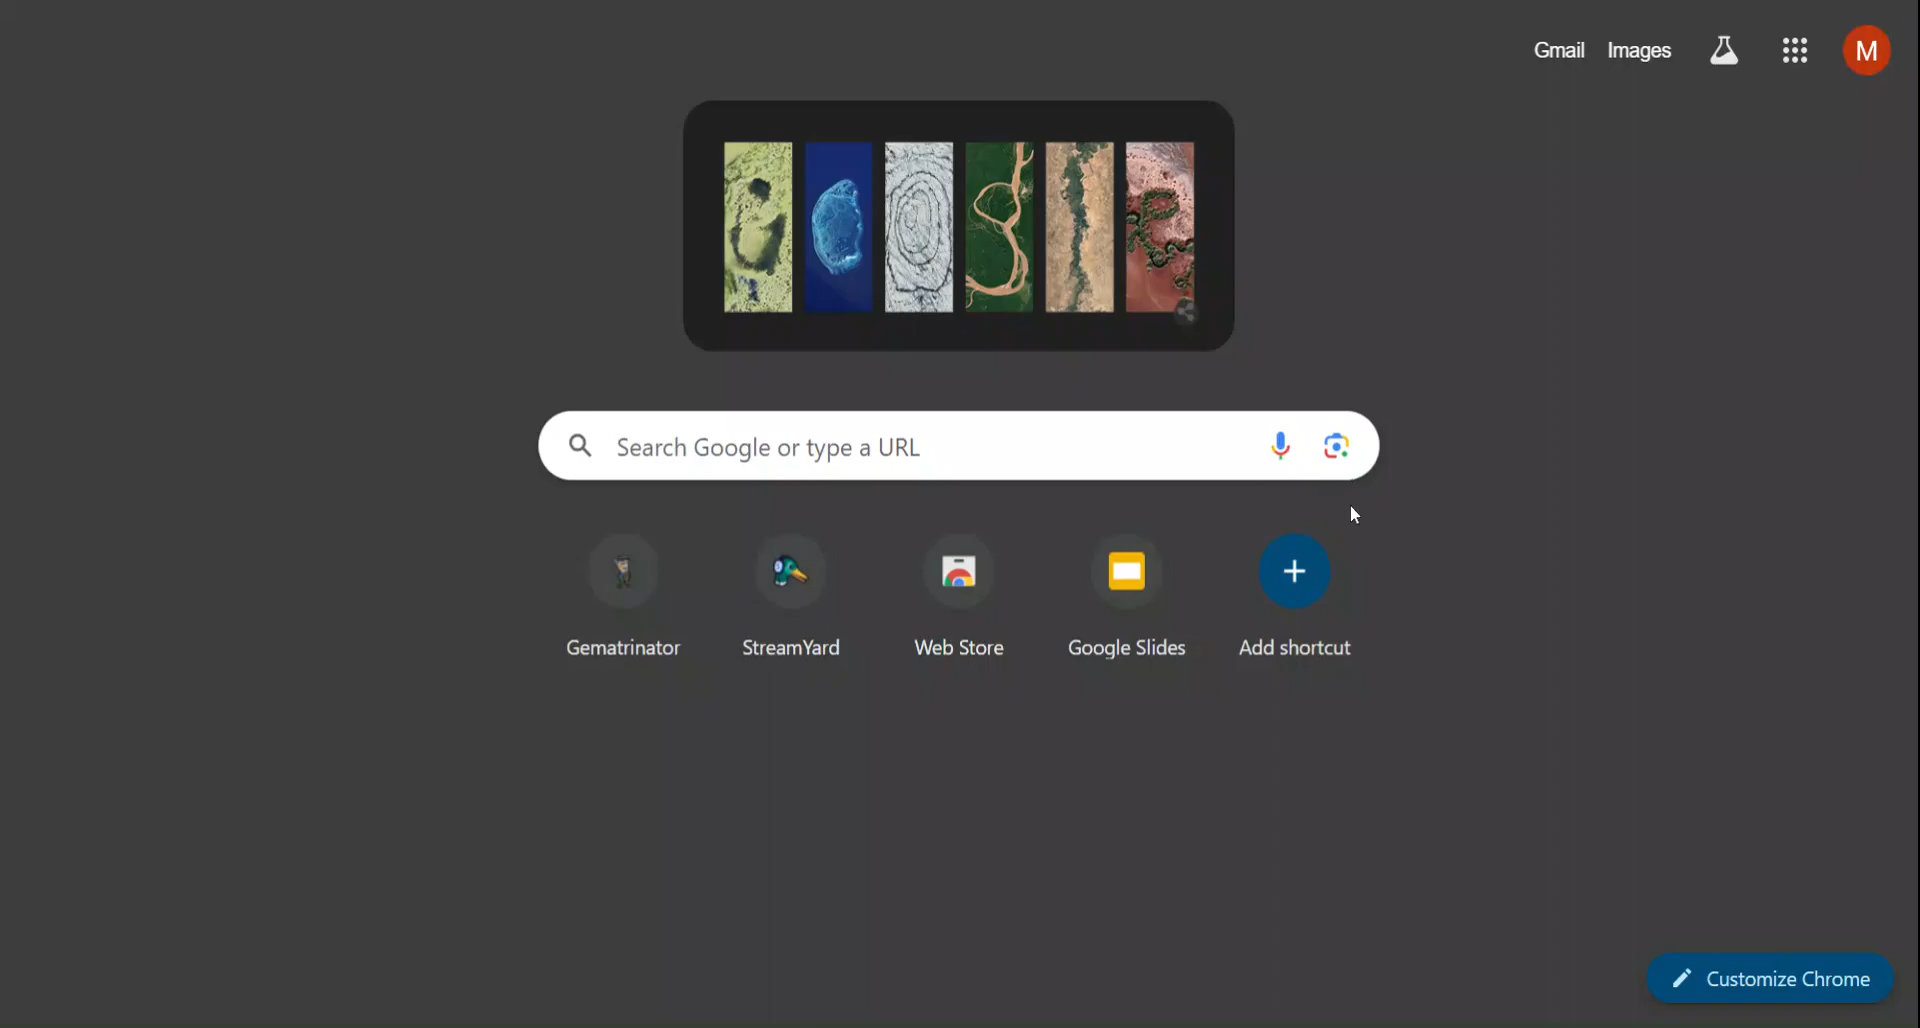 Gmail Images M
Search Google or type a URL
Gematrinator StreamYard Web Store Google Slides Add shortcut
Customize Chrome